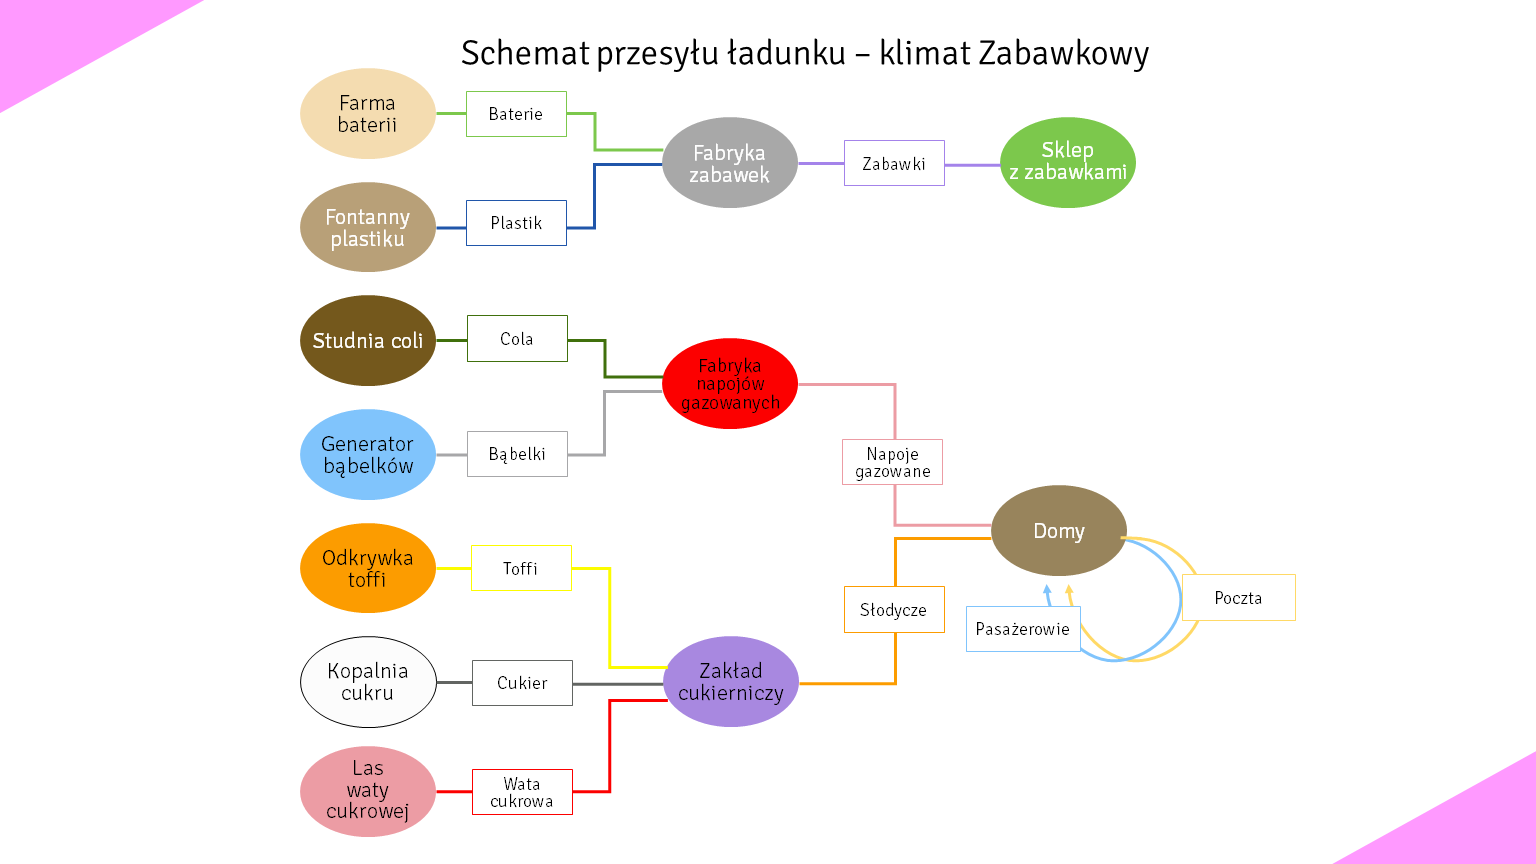 Schemat przesyłu ładunku – klimat Zabawkowy
Farma
baterii
Baterie
Fabryka
zabawek
Zabawki
Sklep
z zabawkami
Fontanny
plastiku
Plastik
Studnia coli
Cola
Fabryka
napojów
gazowanych
Generator
bąbelków
Bąbelki
Napoje
gazowane
Domy
Odkrywka
toffi
Toffi
Słodycze
Pasażerowie
Poczta
Kopalnia
cukru
Cukier
Zakład
cukierniczy
Las
waty
cukrowej
Wata
cukrowa